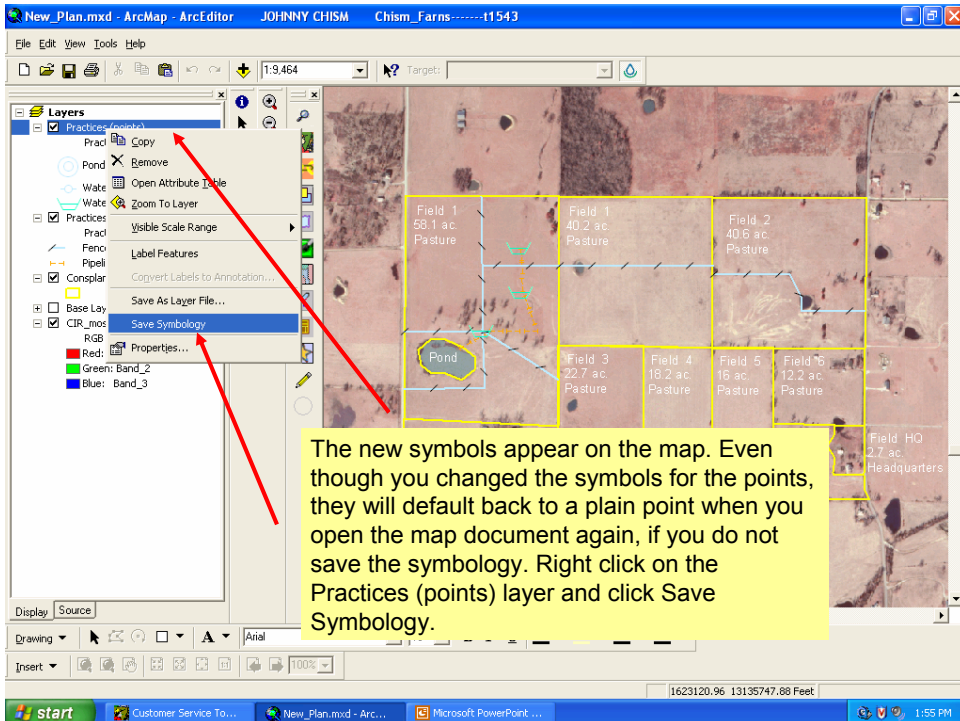 New_Plan.mxd - ArcMap - ArcEditor JOHNNY CHISM Chism_Farns-------t1543
File Edit View Tools Help
1:9,464 Target:
Layers
Practices (points)
Copy
Remove
Open Attribute Table
Zoom To Layer
Visible Scale Range
Label Features
Convert Labels to Annotation...
Save As Layer File...
Save Symbology
Properties...
Prac
Pond
Wate
Wate
Practices
Prac
Fenc
Pipeli
Consplan
Base Lay
CIR_mos
RGB
Red:
Green: Band_2
Blue: Band_3
Field 1
58.1 ac.
Pasture
Field 1
40.2 ac.
Pasture
Field 2
40.6 ac.
Pasture
Pond
Field 3
22.7 ac.
Pasture
Field 4
18.2 ac.
Pasture
Field 5
16 ac.
Pasture
Field 6
12.2 ac.
Pasture
Field HQ
2.7 ac.
Headquarters
The new symbols appear on the map. Even
though you changed the symbols for the points,
they will default back to a plain point when you
open the map document again, if you do not
save the symbology. Right click on the
Practices (points) layer and click Save
Symbology.
Display Source
Drawing A Arial
Insert 100%
1623120.96 13135747.88 Feet
start Customer Service To... New_Plan.mxd - Arc... Microsoft PowerPoint ... 1:55 PM